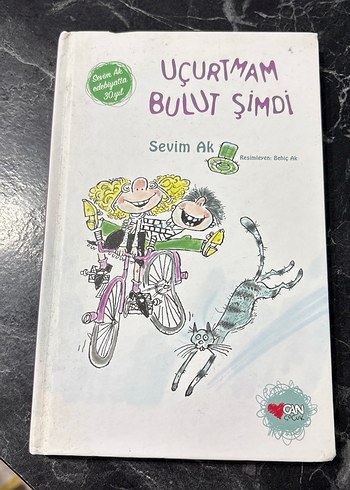 Sevim Ak
edebiyatta
30.yıl
UÇURTMAM
BULUT ŞİMDİ
Sevim Ak
Resimleyen: Behiç Ak
CAN
ÇOCUK